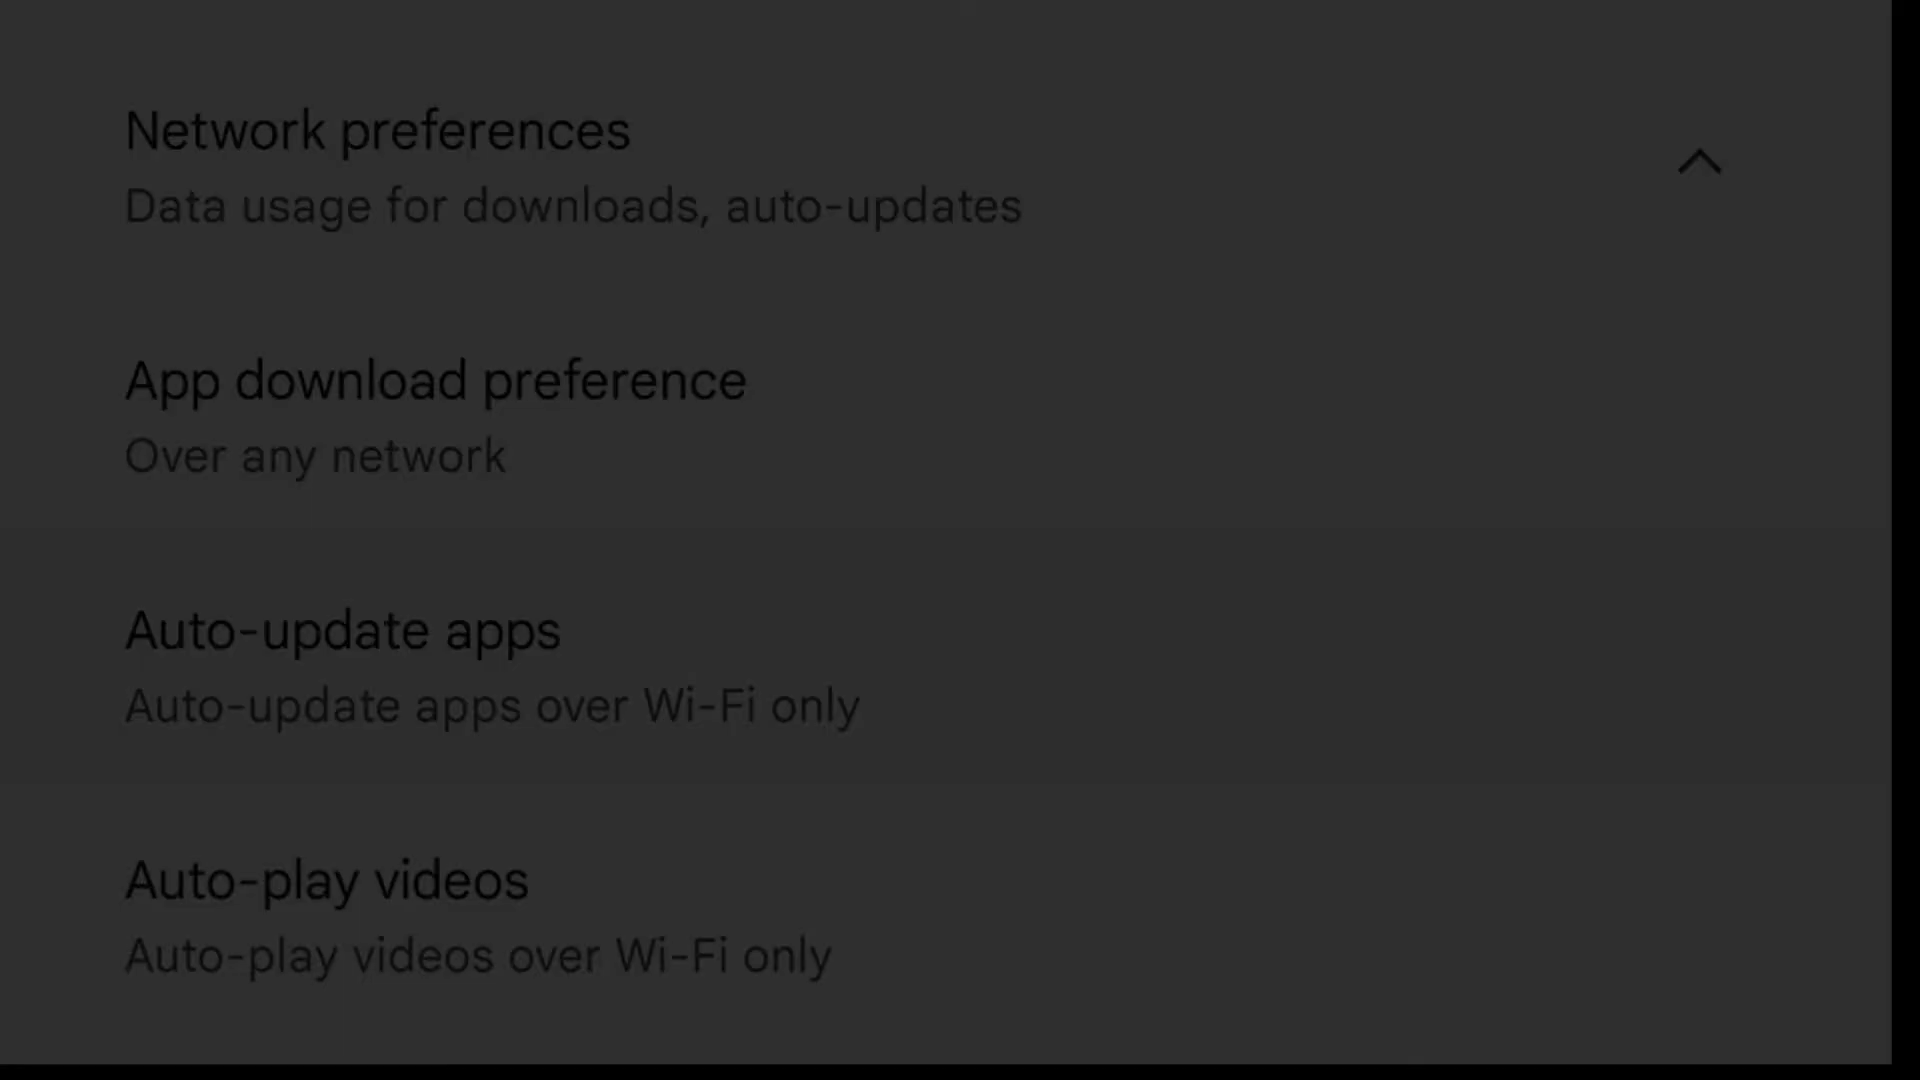 Network preferences
Data usage for downloads, auto-updates
App download preference
Over any network
Auto-update apps
Auto-update apps over Wi-Fi only
Auto-play videos
Auto-play videos over Wi-Fi only